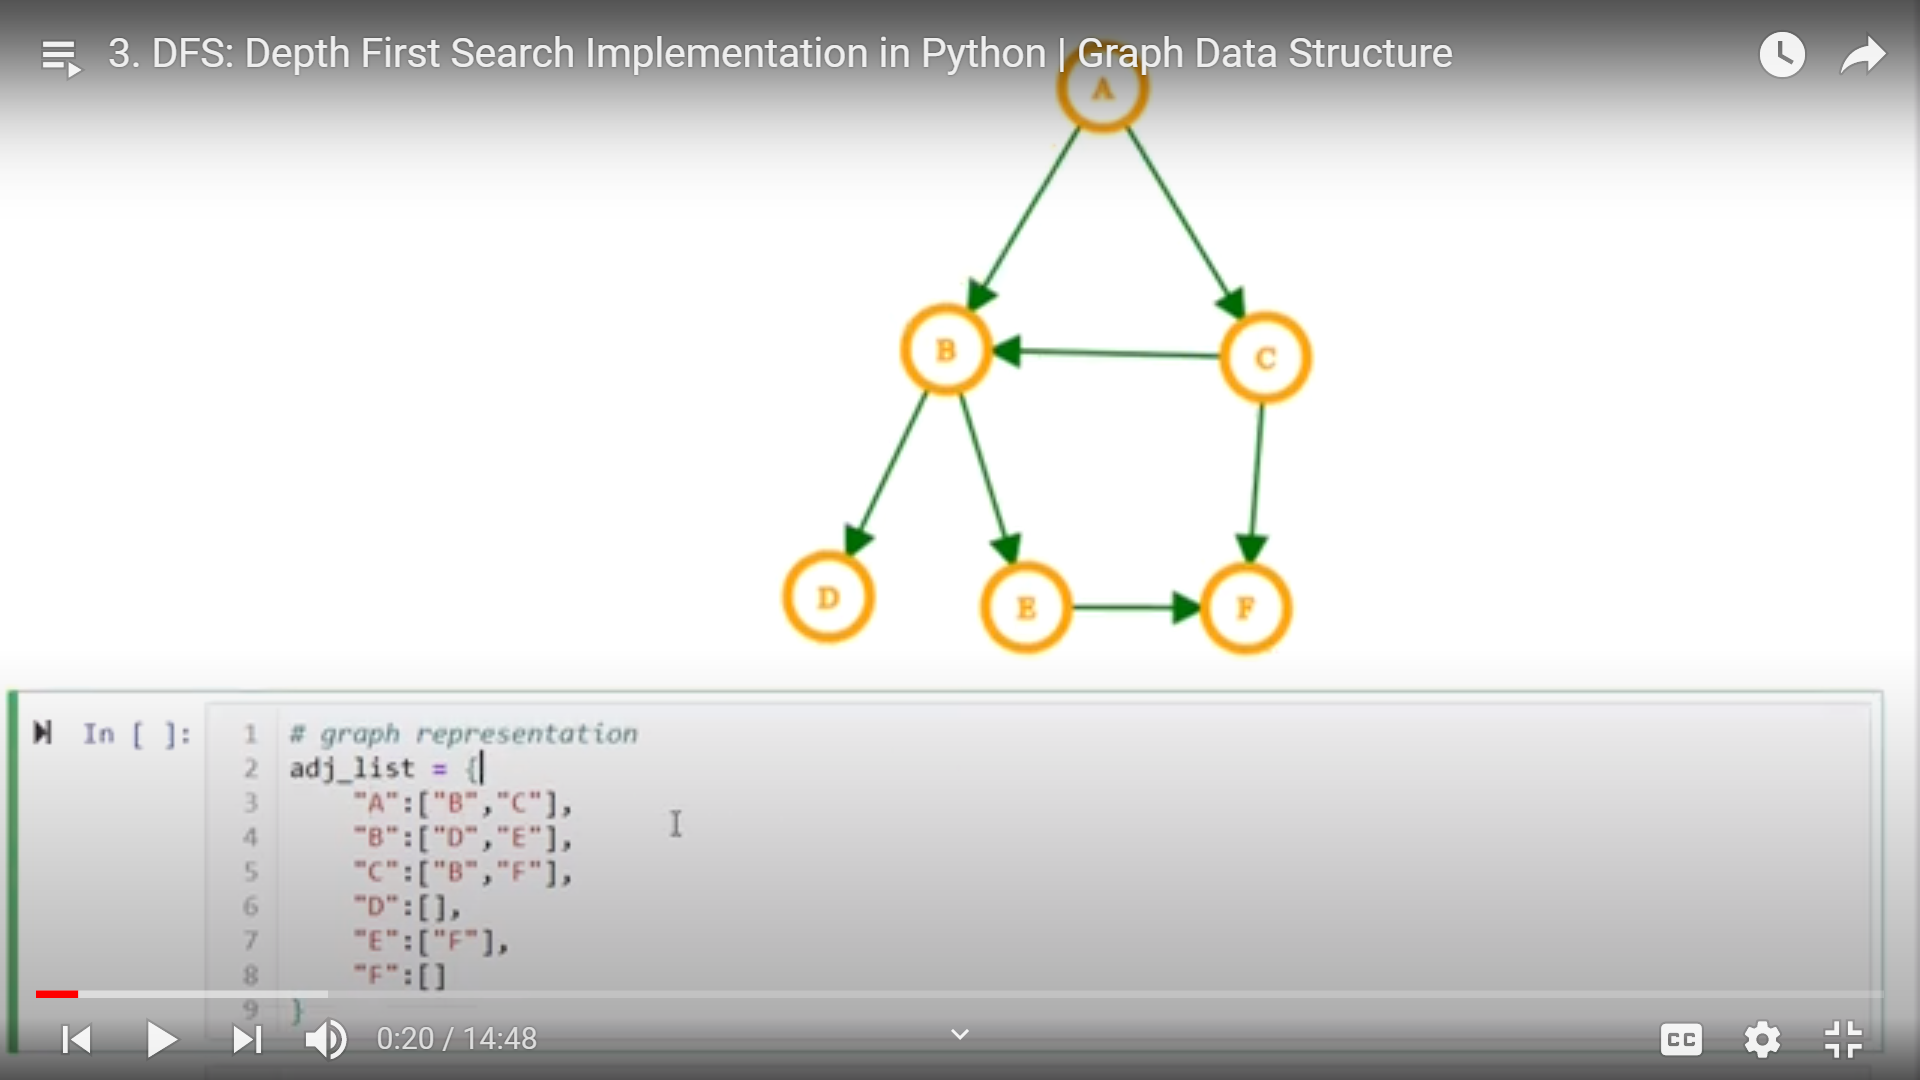 3. DFS: Depth First Search Implementation in Python | Graph Data Structure
A
B
C
D
E
F
In [ ]:
1 # graph representation
2 adj_list = {
3 "A":["B","C"],
4 "B":["D","E"],
5 "C":["B","F"],
6 "D":[],
7 "E":["F"],
8 "F":[]
9 }
0:20 / 14:48
CC